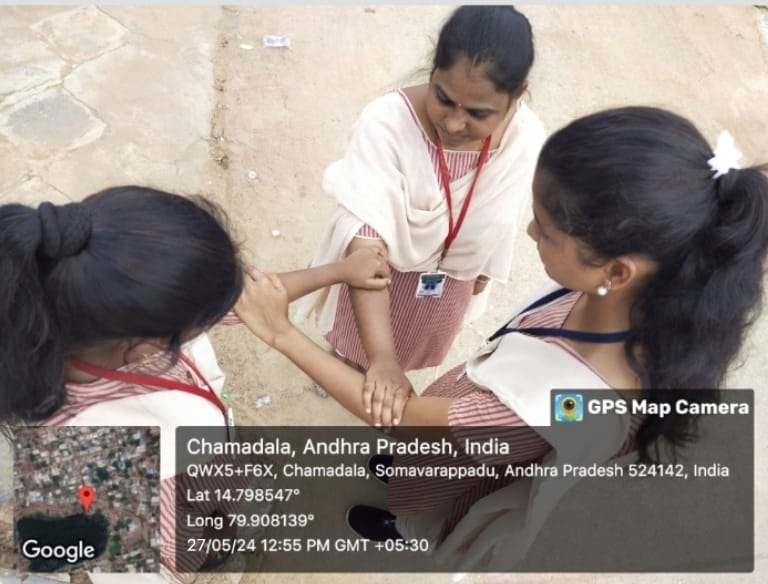 GPS Map Camera
Chamadala, Andhra Pradesh, India
QWX5+F6X, Chamadala, Somavarappadu, Andhra Pradesh 524142, India
Lat 14.798547°
Long 79.908139°
27/05/24 12:55 PM GMT +05:30
Google